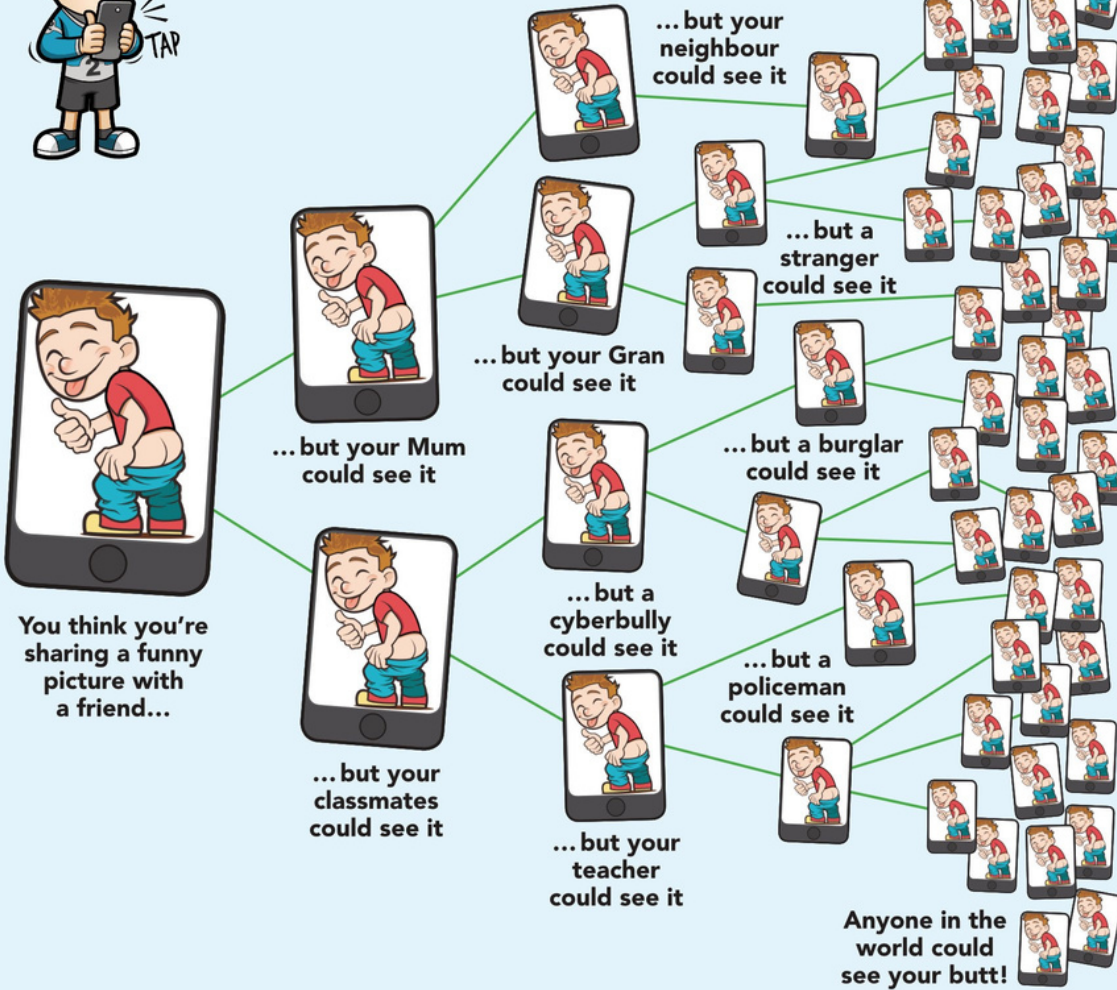 TAP
2
...but your
neighbour
could see it
...but a
stranger
could see it
...but your Gran
could see it
...but your Mum
could see it
...but a burglar
could see it
You think you're
sharing a funny
picture with
a friend...
...but a
cyberbully
could see it
...but a
policeman
could see it
...but your
classmates
could see it
...but your
teacher
could see it
Anyone in the
world could
see your butt!